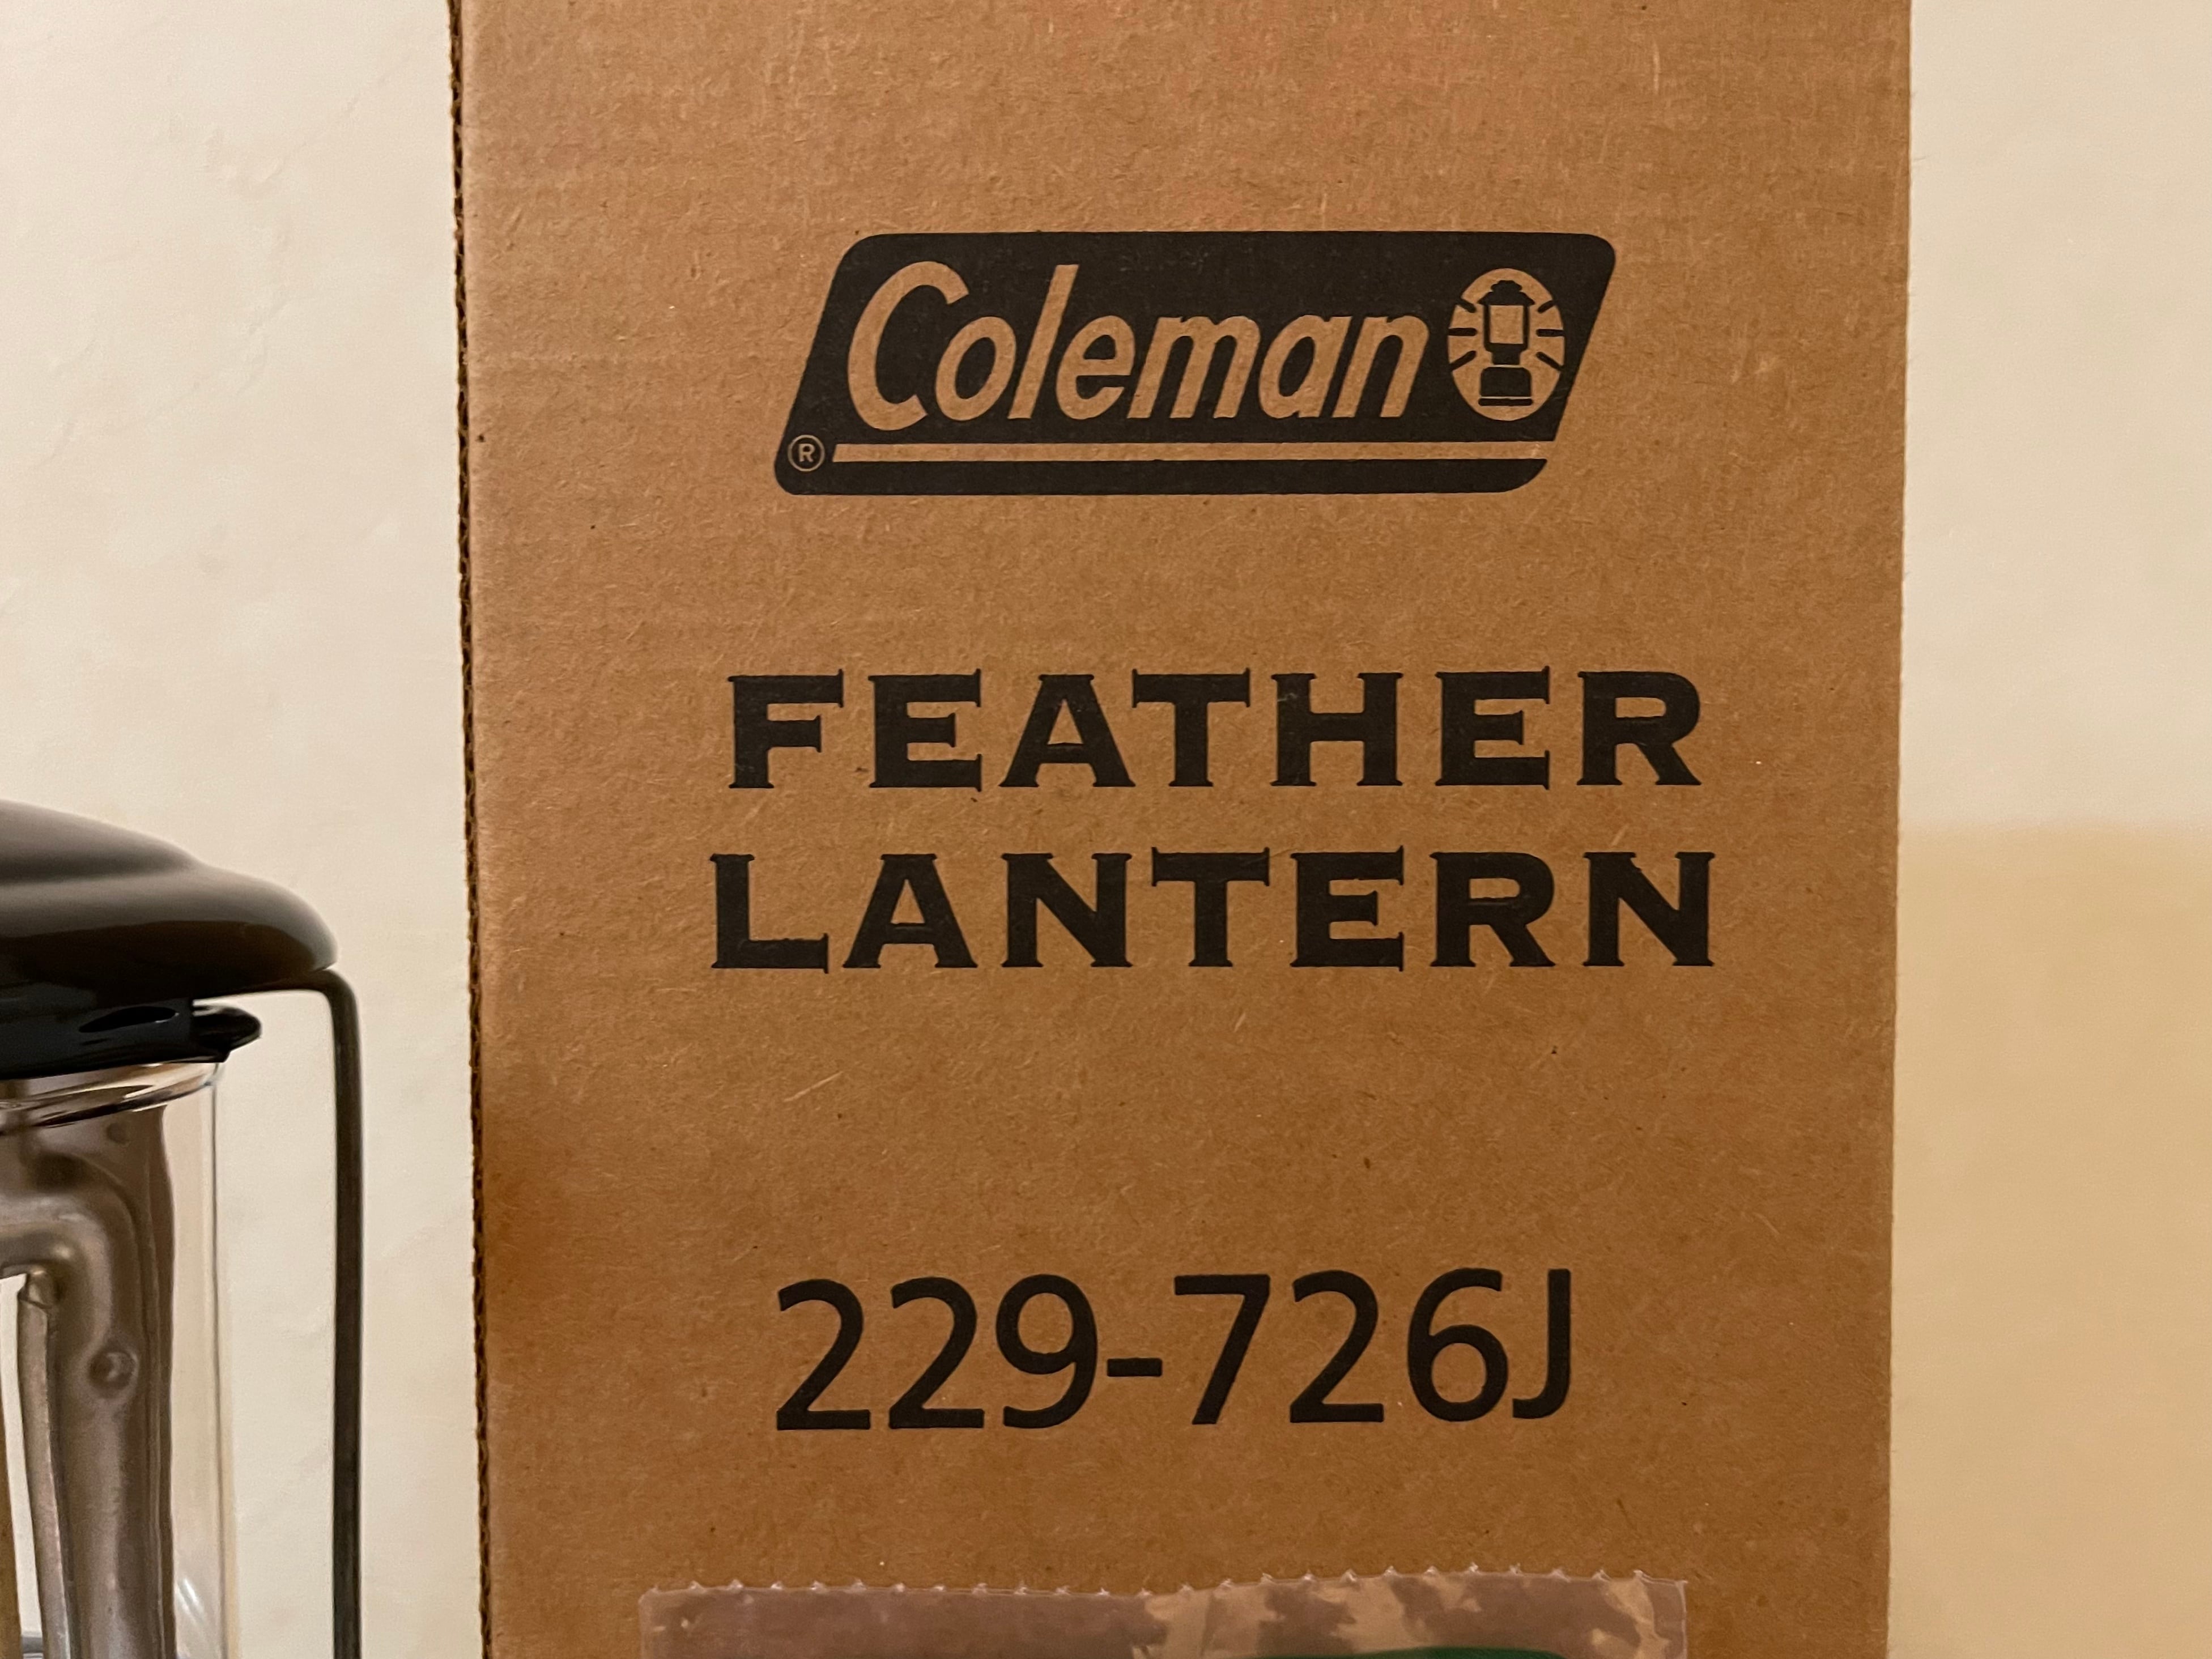 Coleman
®
FEATHER
LANTERN
229-726J